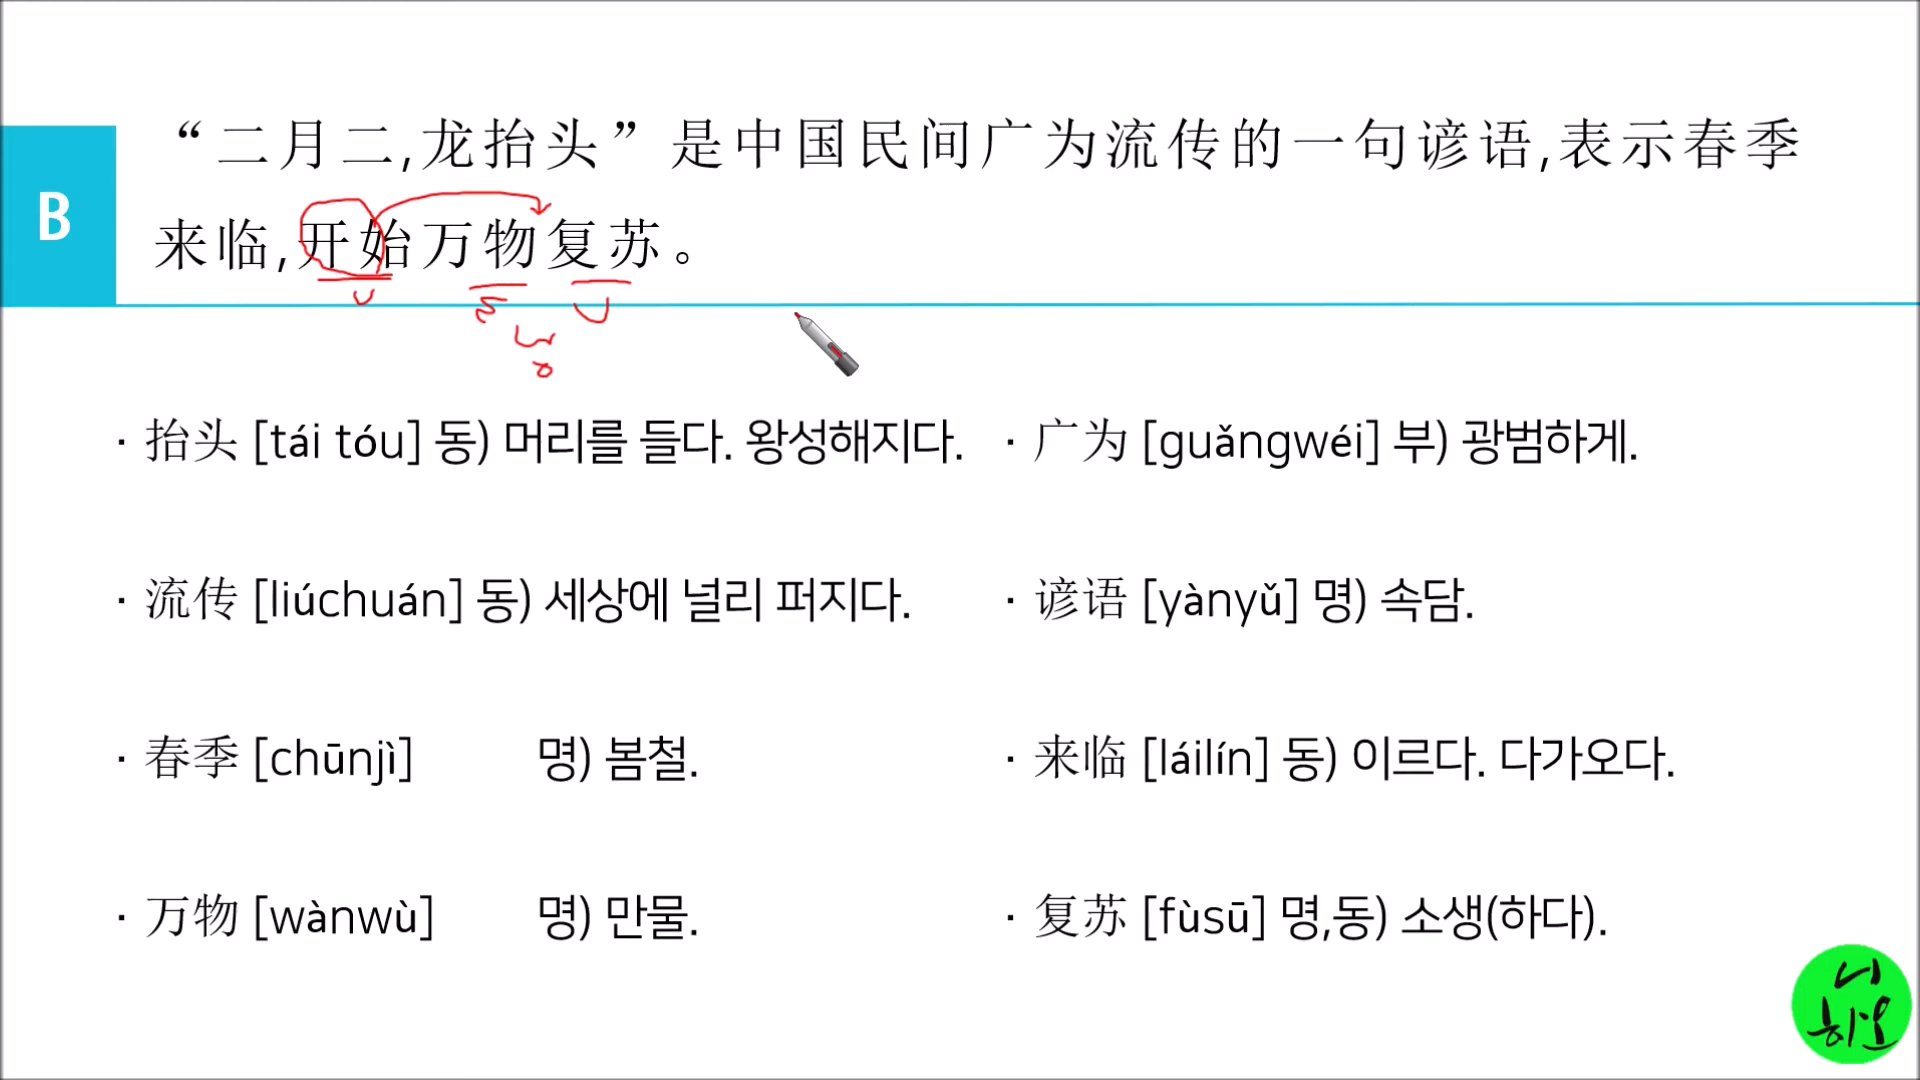 B
“二月二,龙抬头”是中国民间广为流传的一句谚语,表示春季
来临,开始万物复苏。
· 抬头 [tái tóu] 동) 머리를 들다. 왕성해지다.
· 广为 [guǎngwéi] 부) 광범하게.
· 流传 [liúchuán] 동) 세상에 널리 퍼지다.
· 谚语 [yànyǔ] 명) 속담.
· 春季 [chūnjì] 명) 봄철.
· 来临 [láilín] 동) 이르다. 다가오다.
· 万物 [wànwù] 명) 만물.
· 复苏 [fùsū] 명,동) 소생(하다).
니
하오